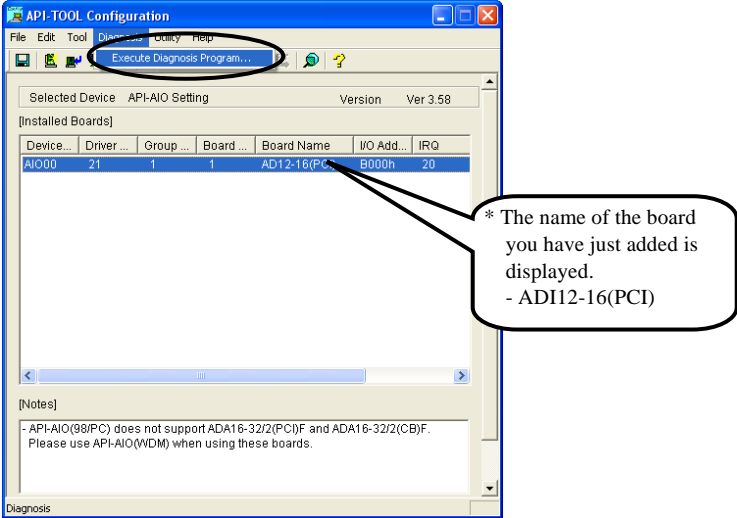 API-TOOL Configuration
File Edit Tool Diagnosis Utility Help
Execute Diagnosis Program...
Selected Device API-AIO Setting Version Ver 3.58
[Installed Boards]
Device... Driver ... Group ... Board ... Board Name I/O Add... IRQ
AIO00 21 1 1 AD12-16(PCI) B000h 20
* The name of the board
you have just added is
displayed.
- ADI12-16(PCI)
[Notes]
- API-AIO(98/PC) does not support ADA16-32/2(PCI)F and ADA16-32/2(CB)F.
Please use API-AIO(WDM) when using these boards.
Diagnosis